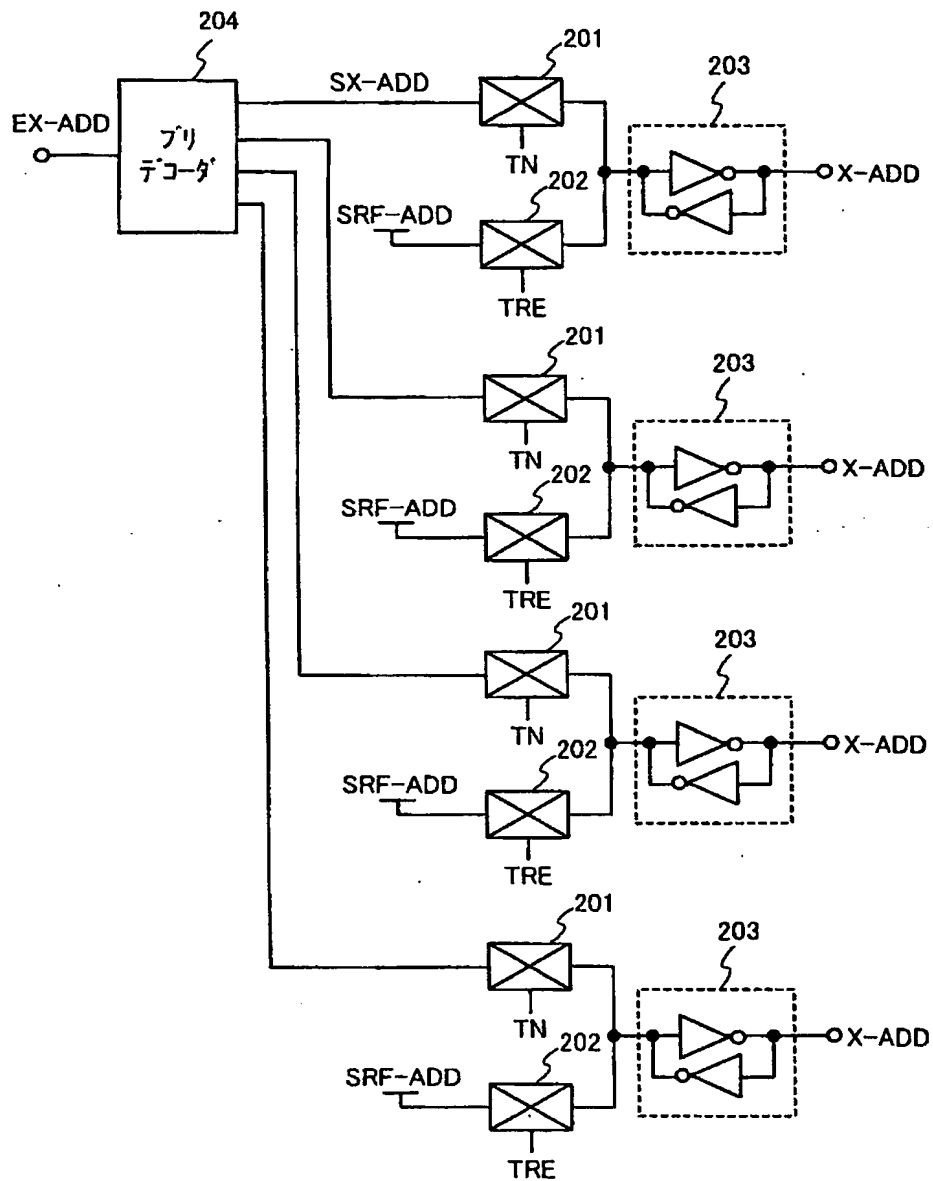 204
201
203
SX-ADD
EX-ADD
プリ
デコーダ
TN
X-ADD
202
SRF-ADD
TRE
201
203
TN
X-ADD
202
SRF-ADD
TRE
201
203
TN
X-ADD
202
SRF-ADD
TRE
201
203
TN
X-ADD
202
SRF-ADD
TRE